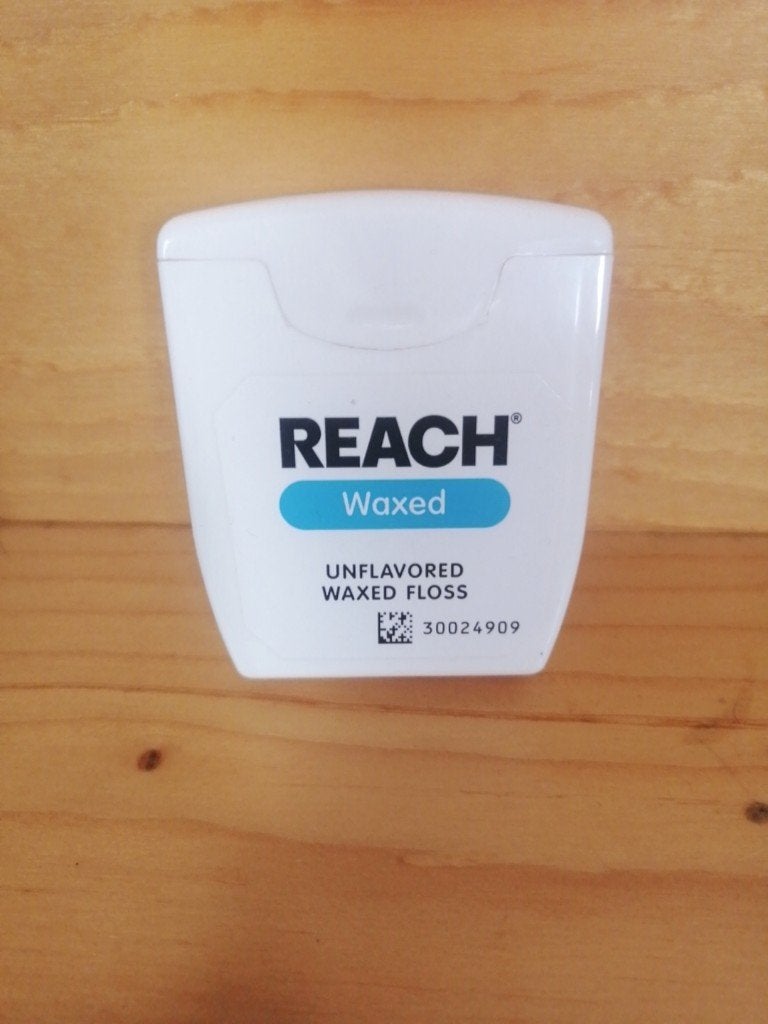 REACH®
Waxed
UNFLAVORED
WAXED FLOSS
30024909